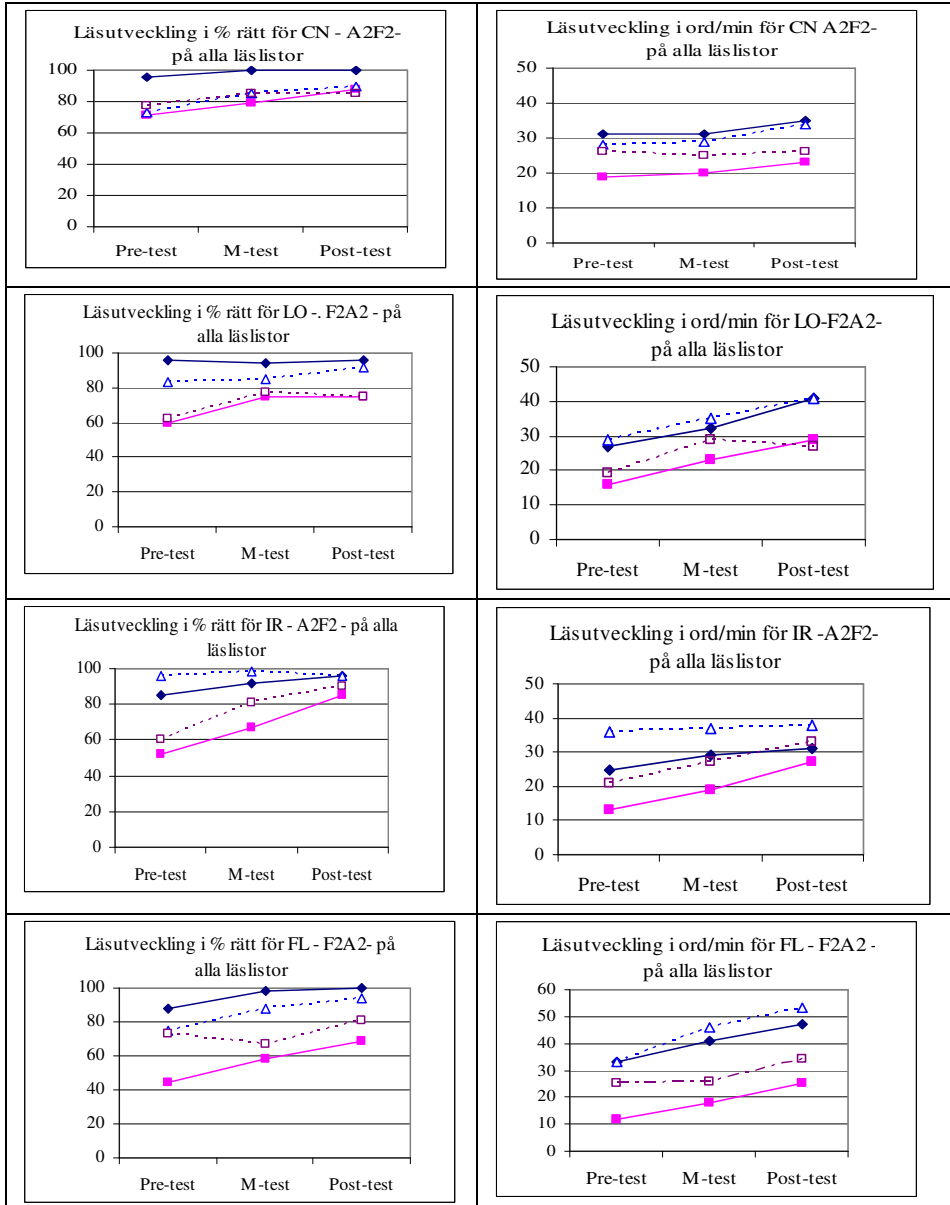 Läsutveckling i % rätt för CN - A2F2-
på alla läslistor
100
80
60
40
20
0
Pre-test M-test Post-test
Läsutveckling i ord/min för CN A2F2-
på alla läslistor
50
40
30
20
10
0
Pre-test M-test Post-test
Läsutveckling i % rätt för LO -. F2A2 - på
alla läslistor
100
80
60
40
20
0
Pre-test M-test Post-test
Läsutveckling i ord/min för LO-F2A2-
på alla läslistor
50
40
30
20
10
0
Pre-test M-test Post-test
Läsutveckling i % rätt för IR - A2F2 - på alla
läslistor
100
80
60
40
20
0
Pre-test M-test Post-test
Läsutveckling i ord/min för IR -A2F2-
på alla läslistor
50
40
30
20
10
0
Pre-test M-test Post-test
Läsutveckling i % rätt för FL - F2A2- på
alla läslistor
100
80
60
40
20
0
Pre-test M-test Post-test
Läsutveckling i ord/min för FL - F2A2 -
på alla läslistor
60
50
40
30
20
10
0
Pre-test M-test Post-test